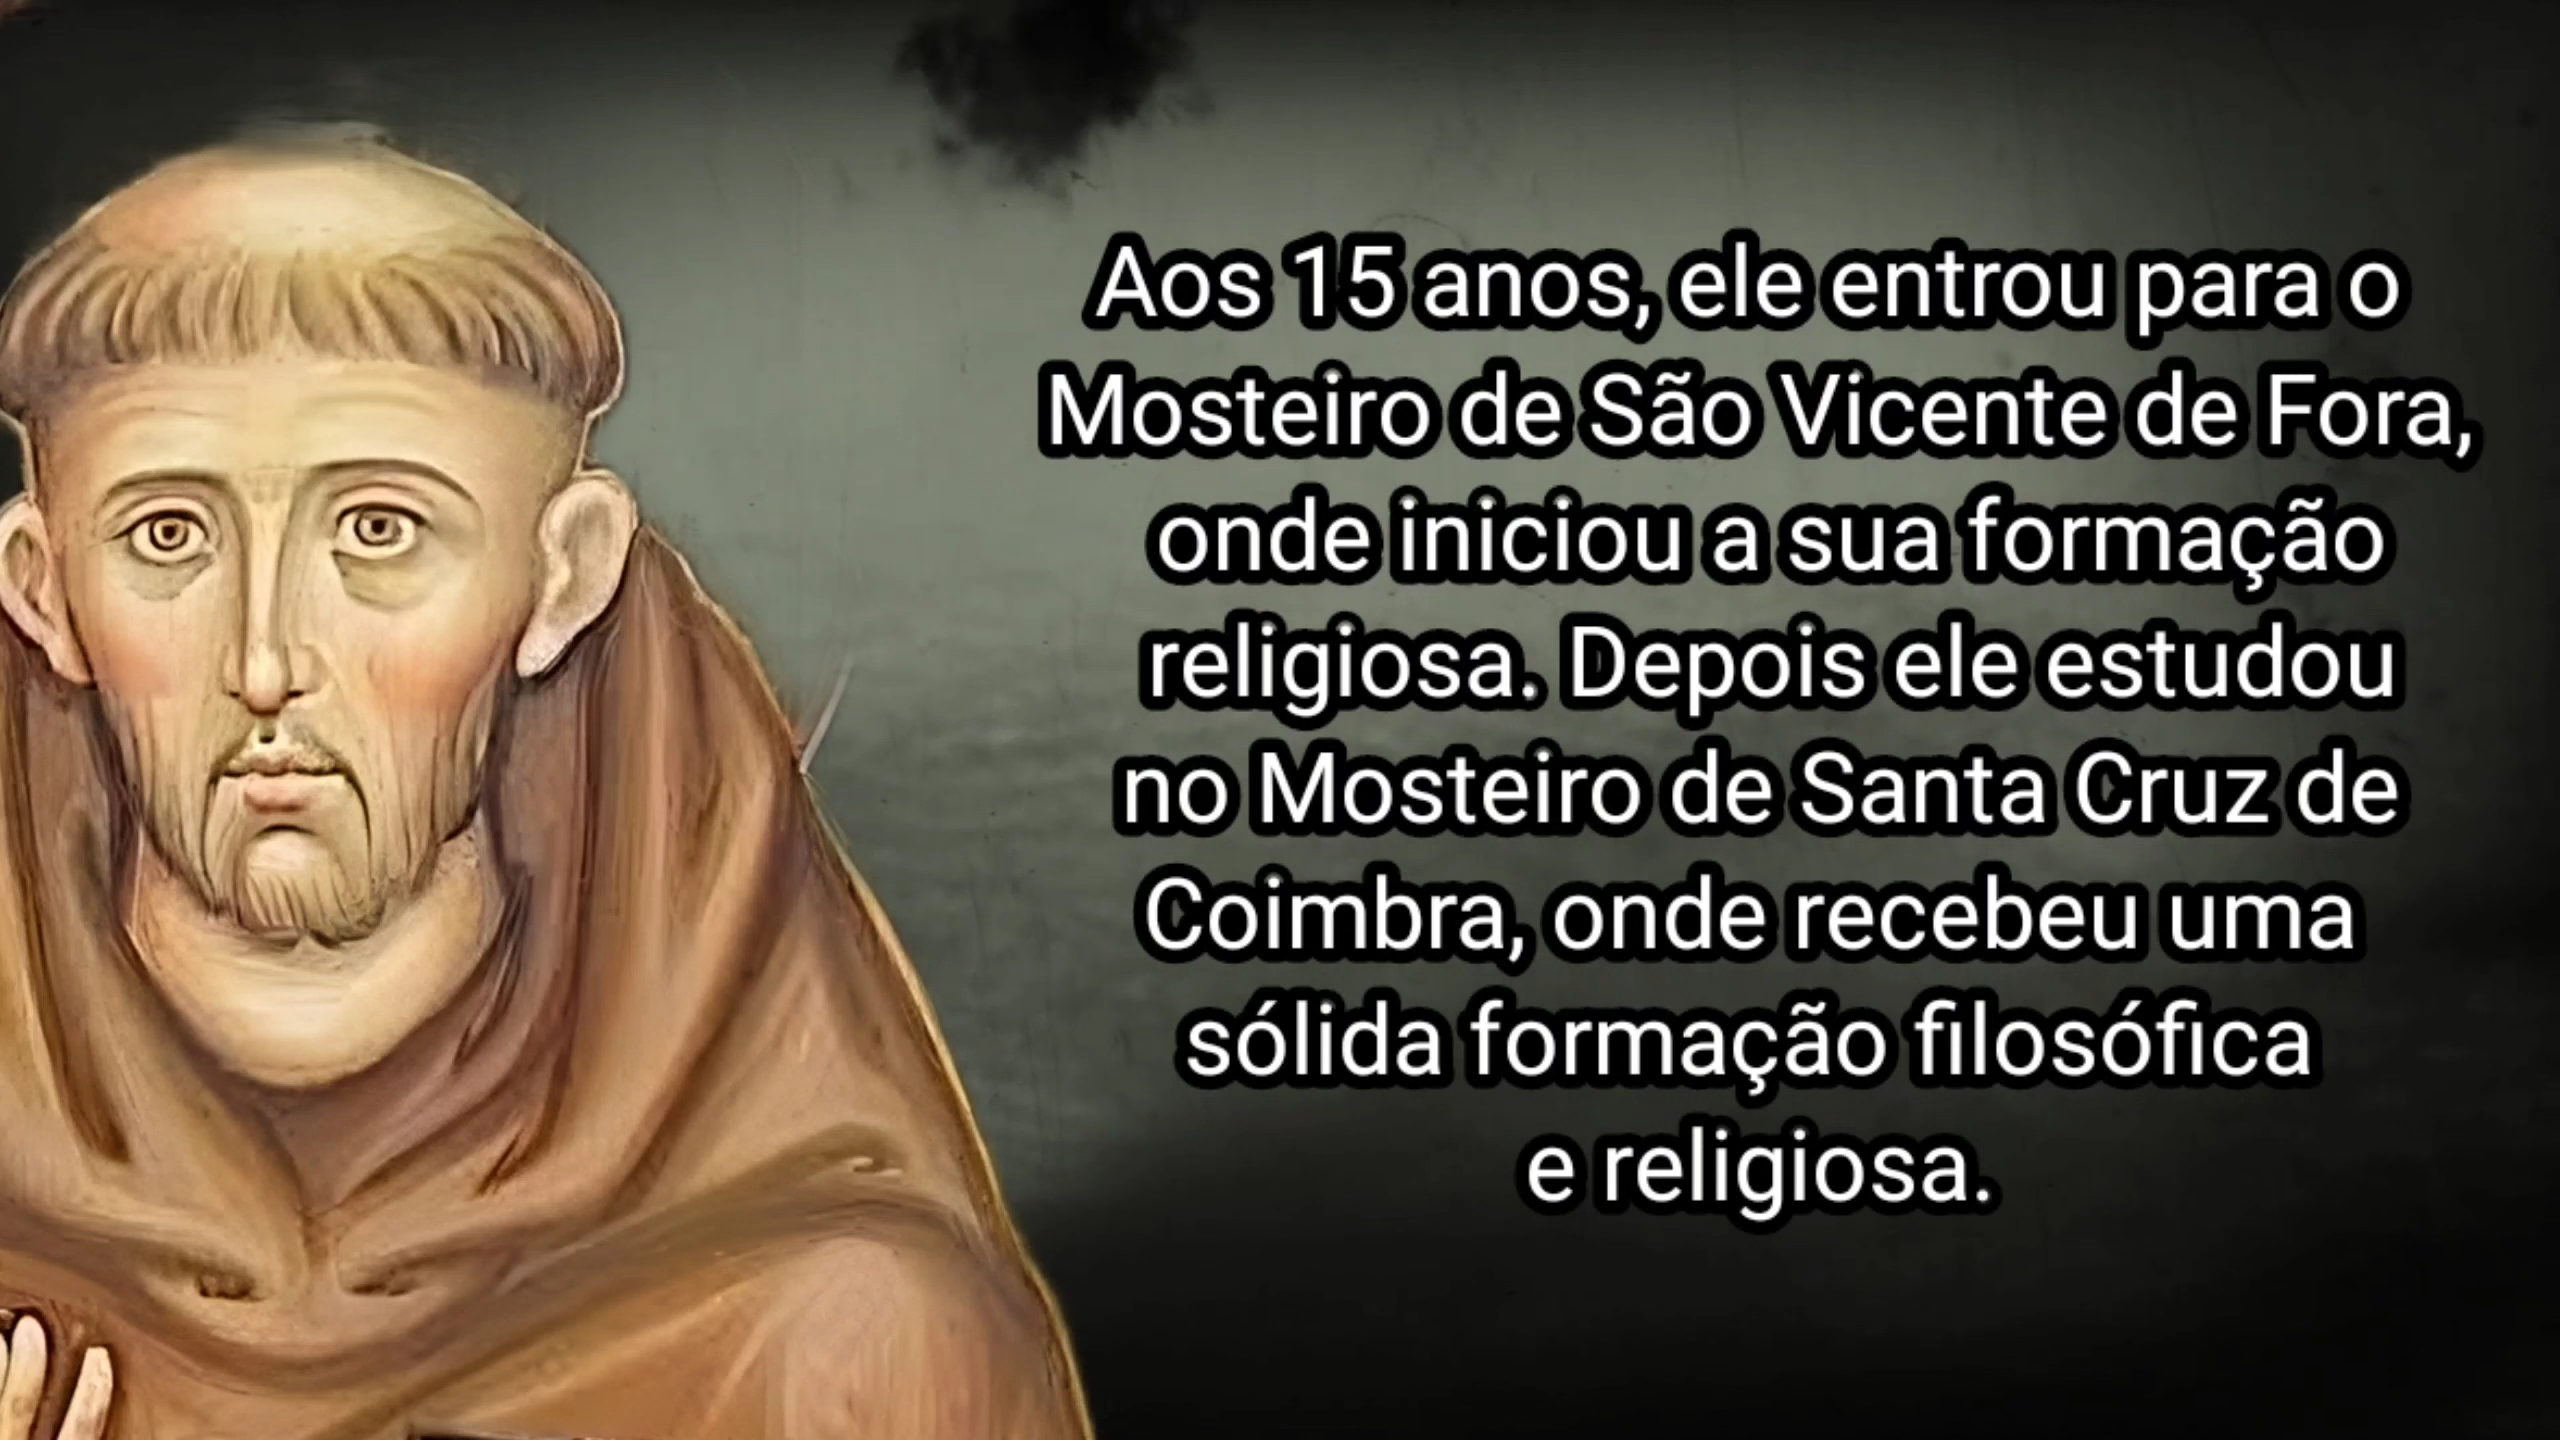 Aos 15 anos, ele entrou para o
Mosteiro de São Vicente de Fora,
onde iniciou a sua formação
religiosa. Depois ele estudou
no Mosteiro de Santa Cruz de
Coimbra, onde recebeu uma
sólida formação filosófica
e religiosa.